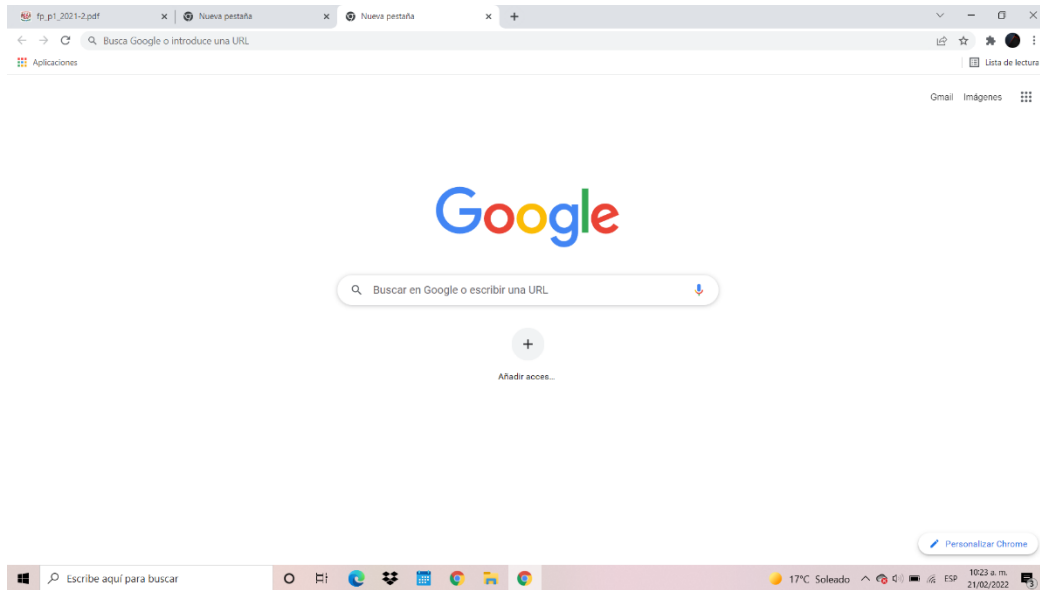 fp_p1_2021-2.pdf
Nueva pestaña
Nueva pestaña
Busca Google o introduce una URL
Aplicaciones
Lista de lectura
Gmail Imágenes
Google
Buscar en Google o escribir una URL
Añadir acces...
Personalizar Chrome
Escribe aquí para buscar
17°C Soleado
ESP
10:23 a. m.
21/02/2022
3